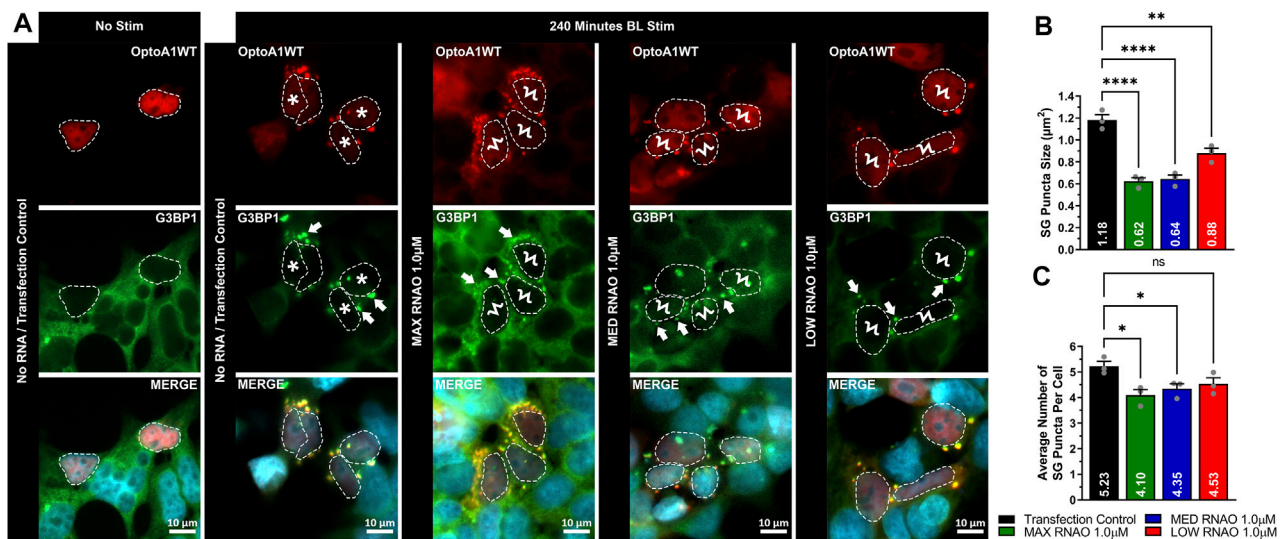 A
No Stim
240 Minutes BL Stim
No RNA / Transfection Control
OptoA1WT
G3BP1
MERGE
10 µm
No RNA / Transfection Control
OptoA1WT
*
*
*
G3BP1
*
*
*
MERGE
10 µm
MAX RNAO 1.0µM
OptoA1WT
G3BP1
MERGE
10 µm
MED RNAO 1.0µM
OptoA1WT
G3BP1
MERGE
10 µm
LOW RNAO 1.0µM
OptoA1WT
G3BP1
MERGE
10 µm
B
**
****
****
SG Puncta Size (µm²)
1.4
1.2
1.0
0.8
0.6
0.4
0.2
0.0
1.18
0.62
0.64
0.88
C
ns
*
*
Average Number of
SG Puncta Per Cell
6
5
4
3
2
1
0
5.23
4.10
4.35
4.53
Transfection Control
MED RNAO 1.0µM
MAX RNAO 1.0µM
LOW RNAO 1.0µM